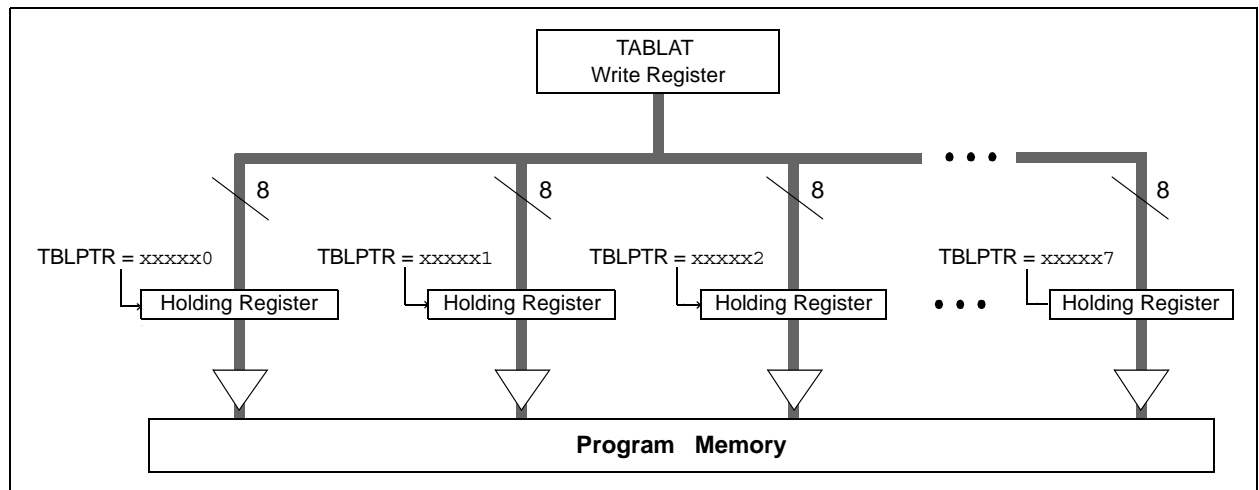 TABLAT
Write Register
8
8
8
8
TBLPTR = xxxxx0
TBLPTR = xxxxx1
TBLPTR = xxxxx2
TBLPTR = xxxxx7
Holding Register
Holding Register
Holding Register
Holding Register
Program Memory